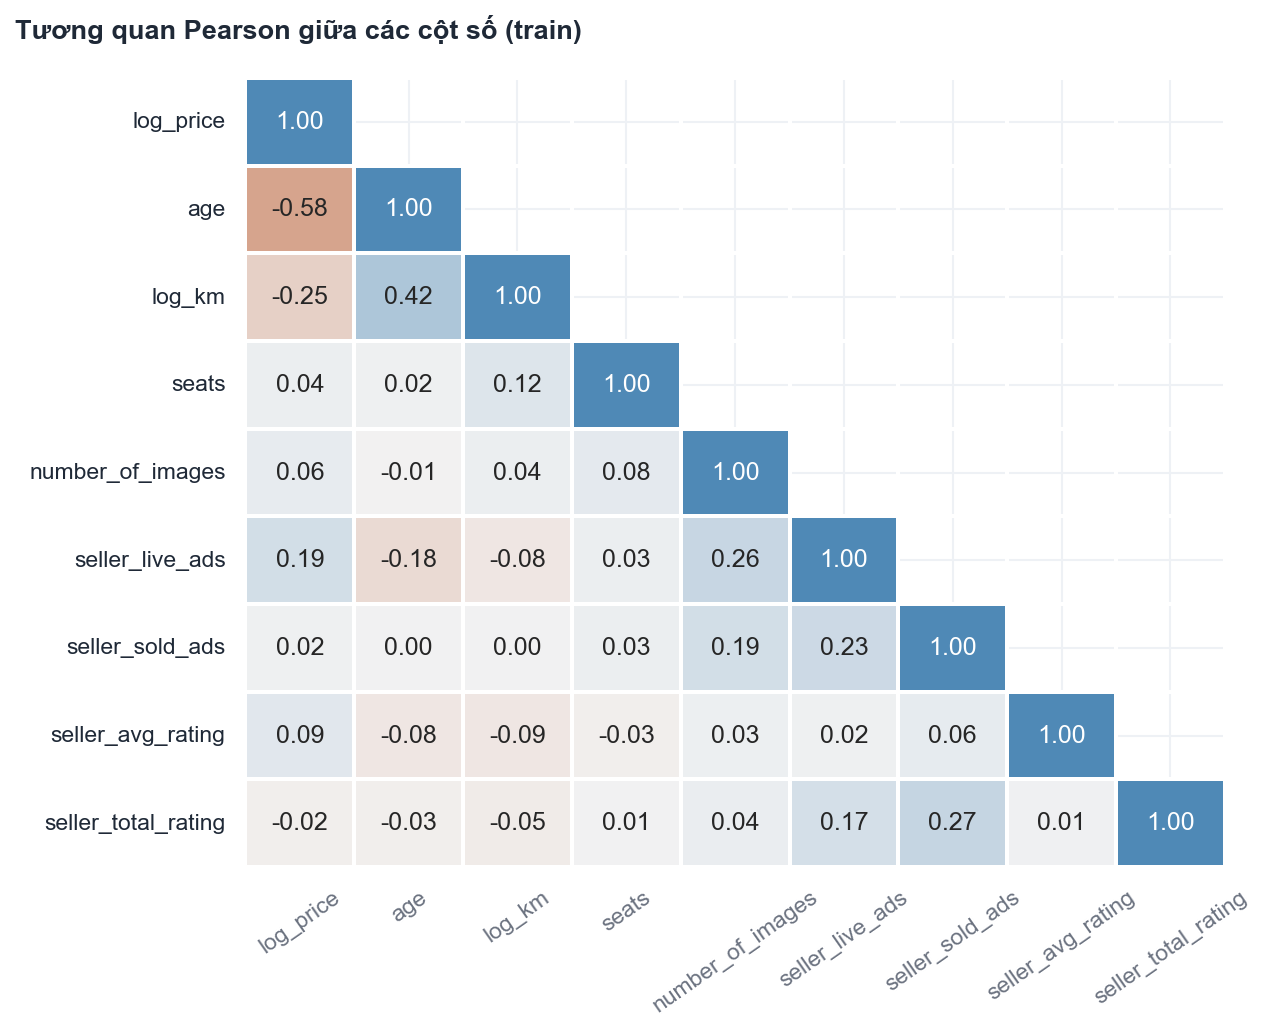 Tương quan Pearson giữa các cột số (train)
log_price 1.00
age -0.58 1.00
log_km -0.25 0.42 1.00
seats 0.04 0.02 0.12 1.00
number_of_images 0.06 -0.01 0.04 0.08 1.00
seller_live_ads 0.19 -0.18 -0.08 0.03 0.26 1.00
seller_sold_ads 0.02 0.00 0.00 0.03 0.19 0.23 1.00
seller_avg_rating 0.09 -0.08 -0.09 -0.03 0.03 0.02 0.06 1.00
seller_total_rating -0.02 -0.03 -0.05 0.01 0.04 0.17 0.27 0.01 1.00
log_price age log_km seats number_of_images seller_live_ads seller_sold_ads seller_avg_rating seller_total_rating